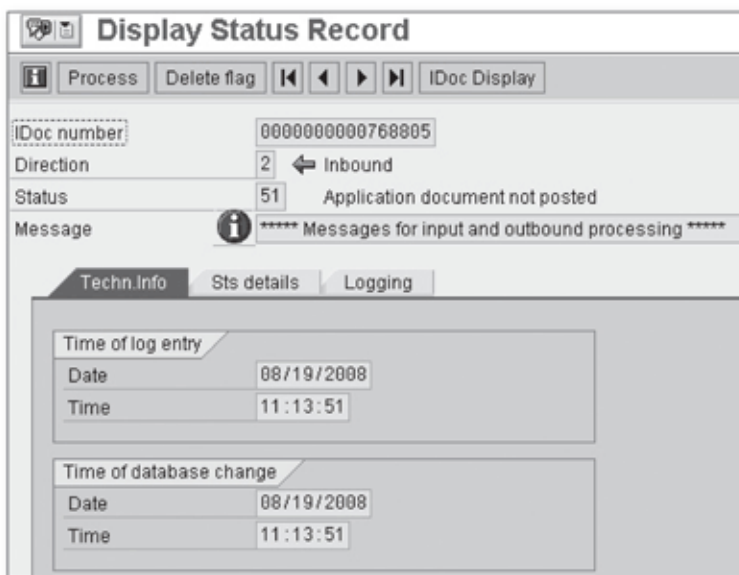 Display Status Record
Process Delete flag IDoc Display
IDoc number 0000000000768805
Direction 2 Inbound
Status 51 Application document not posted
Message ***** Messages for input and outbound processing *****
Techn.Info Sts details Logging
Time of log entry
Date 08/19/2008
Time 11:13:51
Time of database change
Date 08/19/2008
Time 11:13:51